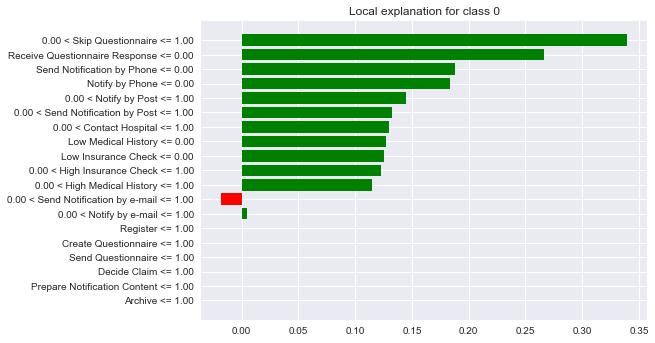 Local explanation for class 0
0.00 < Skip Questionnaire <= 1.00
Receive Questionnaire Response <= 0.00
Send Notification by Phone <= 0.00
Notify by Phone <= 0.00
0.00 < Notify by Post <= 1.00
0.00 < Send Notification by Post <= 1.00
0.00 < Contact Hospital <= 1.00
Low Medical History <= 0.00
Low Insurance Check <= 0.00
0.00 < High Insurance Check <= 1.00
0.00 < High Medical History <= 1.00
0.00 < Send Notification by e-mail <= 1.00
0.00 < Notify by e-mail <= 1.00
Register <= 1.00
Create Questionnaire <= 1.00
Send Questionnaire <= 1.00
Decide Claim <= 1.00
Prepare Notification Content <= 1.00
Archive <= 1.00
0.00 0.05 0.10 0.15 0.20 0.25 0.30 0.35